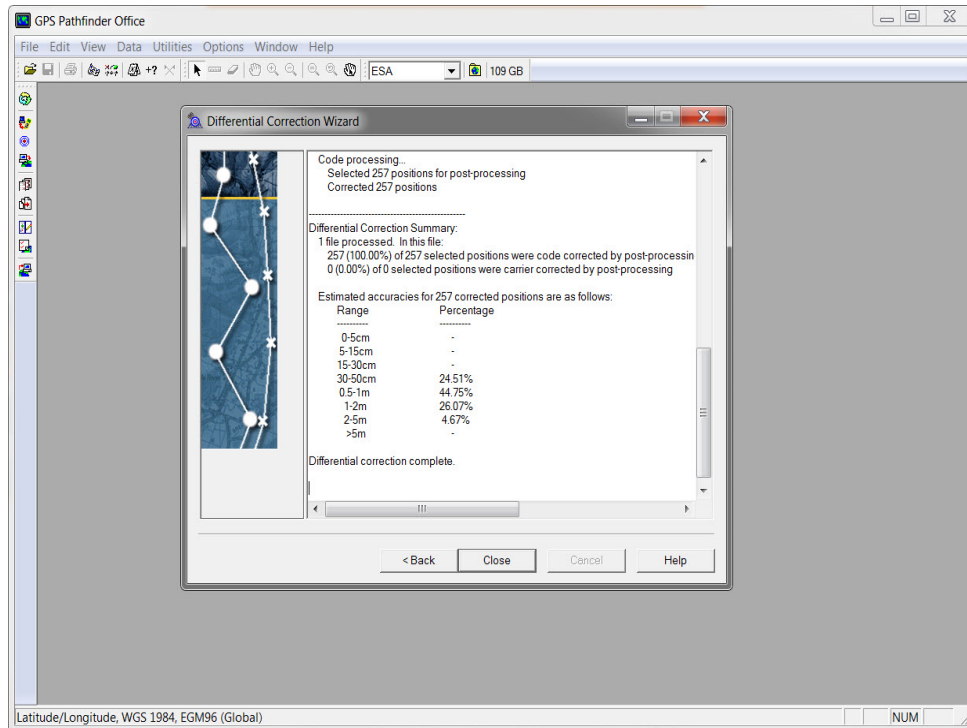 GPS Pathfinder Office
File Edit View Data Utilities Options Window Help
+? ESA 109 GB
Differential Correction Wizard
Code processing...
Selected 257 positions for post-processing
Corrected 257 positions
--------------------------------------------------
Differential Correction Summary:
1 file processed. In this file:
257 (100.00%) of 257 selected positions were code corrected by post-processin
0 (0.00%) of 0 selected positions were carrier corrected by post-processing
Estimated accuracies for 257 corrected positions are as follows:
Range Percentage
---------- ----------
0-5cm -
5-15cm -
15-30cm -
30-50cm 24.51%
0.5-1m 44.75%
1-2m 26.07%
2-5m 4.67%
>5m -
Differential correction complete.
< Back Close Cancel Help
Latitude/Longitude, WGS 1984, EGM96 (Global) NUM